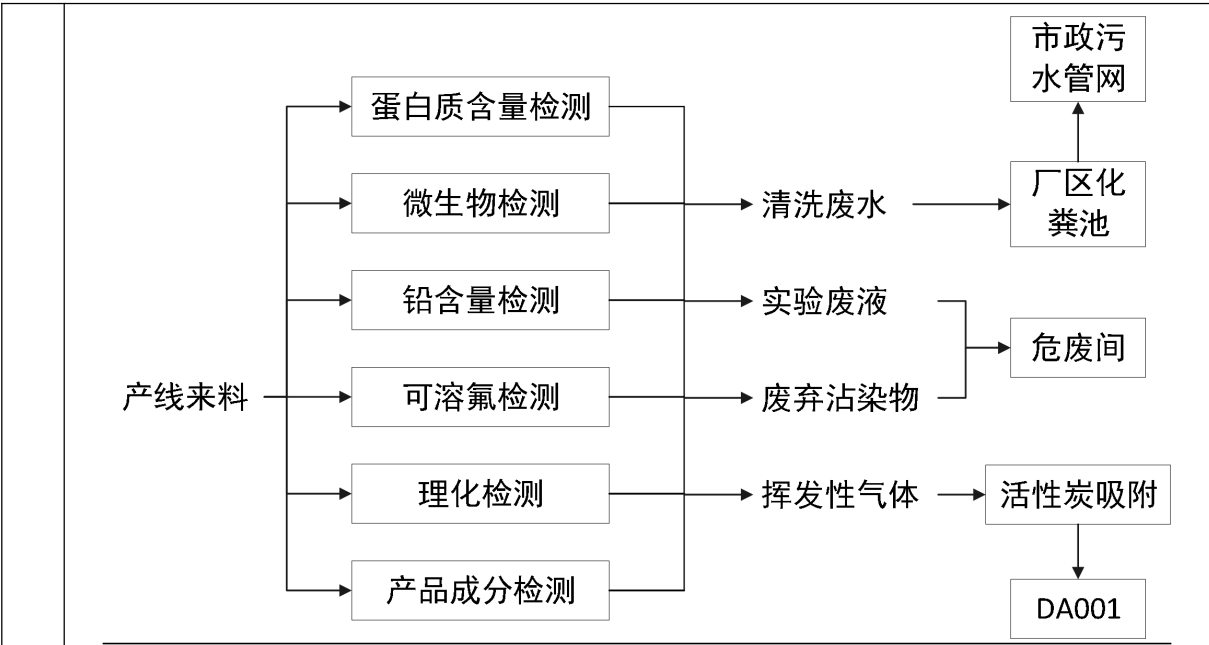 市政污
水管网
蛋白质含量检测
微生物检测
清洗废水
厂区化
粪池
铅含量检测
实验废液
危废间
产线来料
可溶氟检测
废弃沾染物
理化检测
挥发性气体
活性炭吸附
产品成分检测
DA001